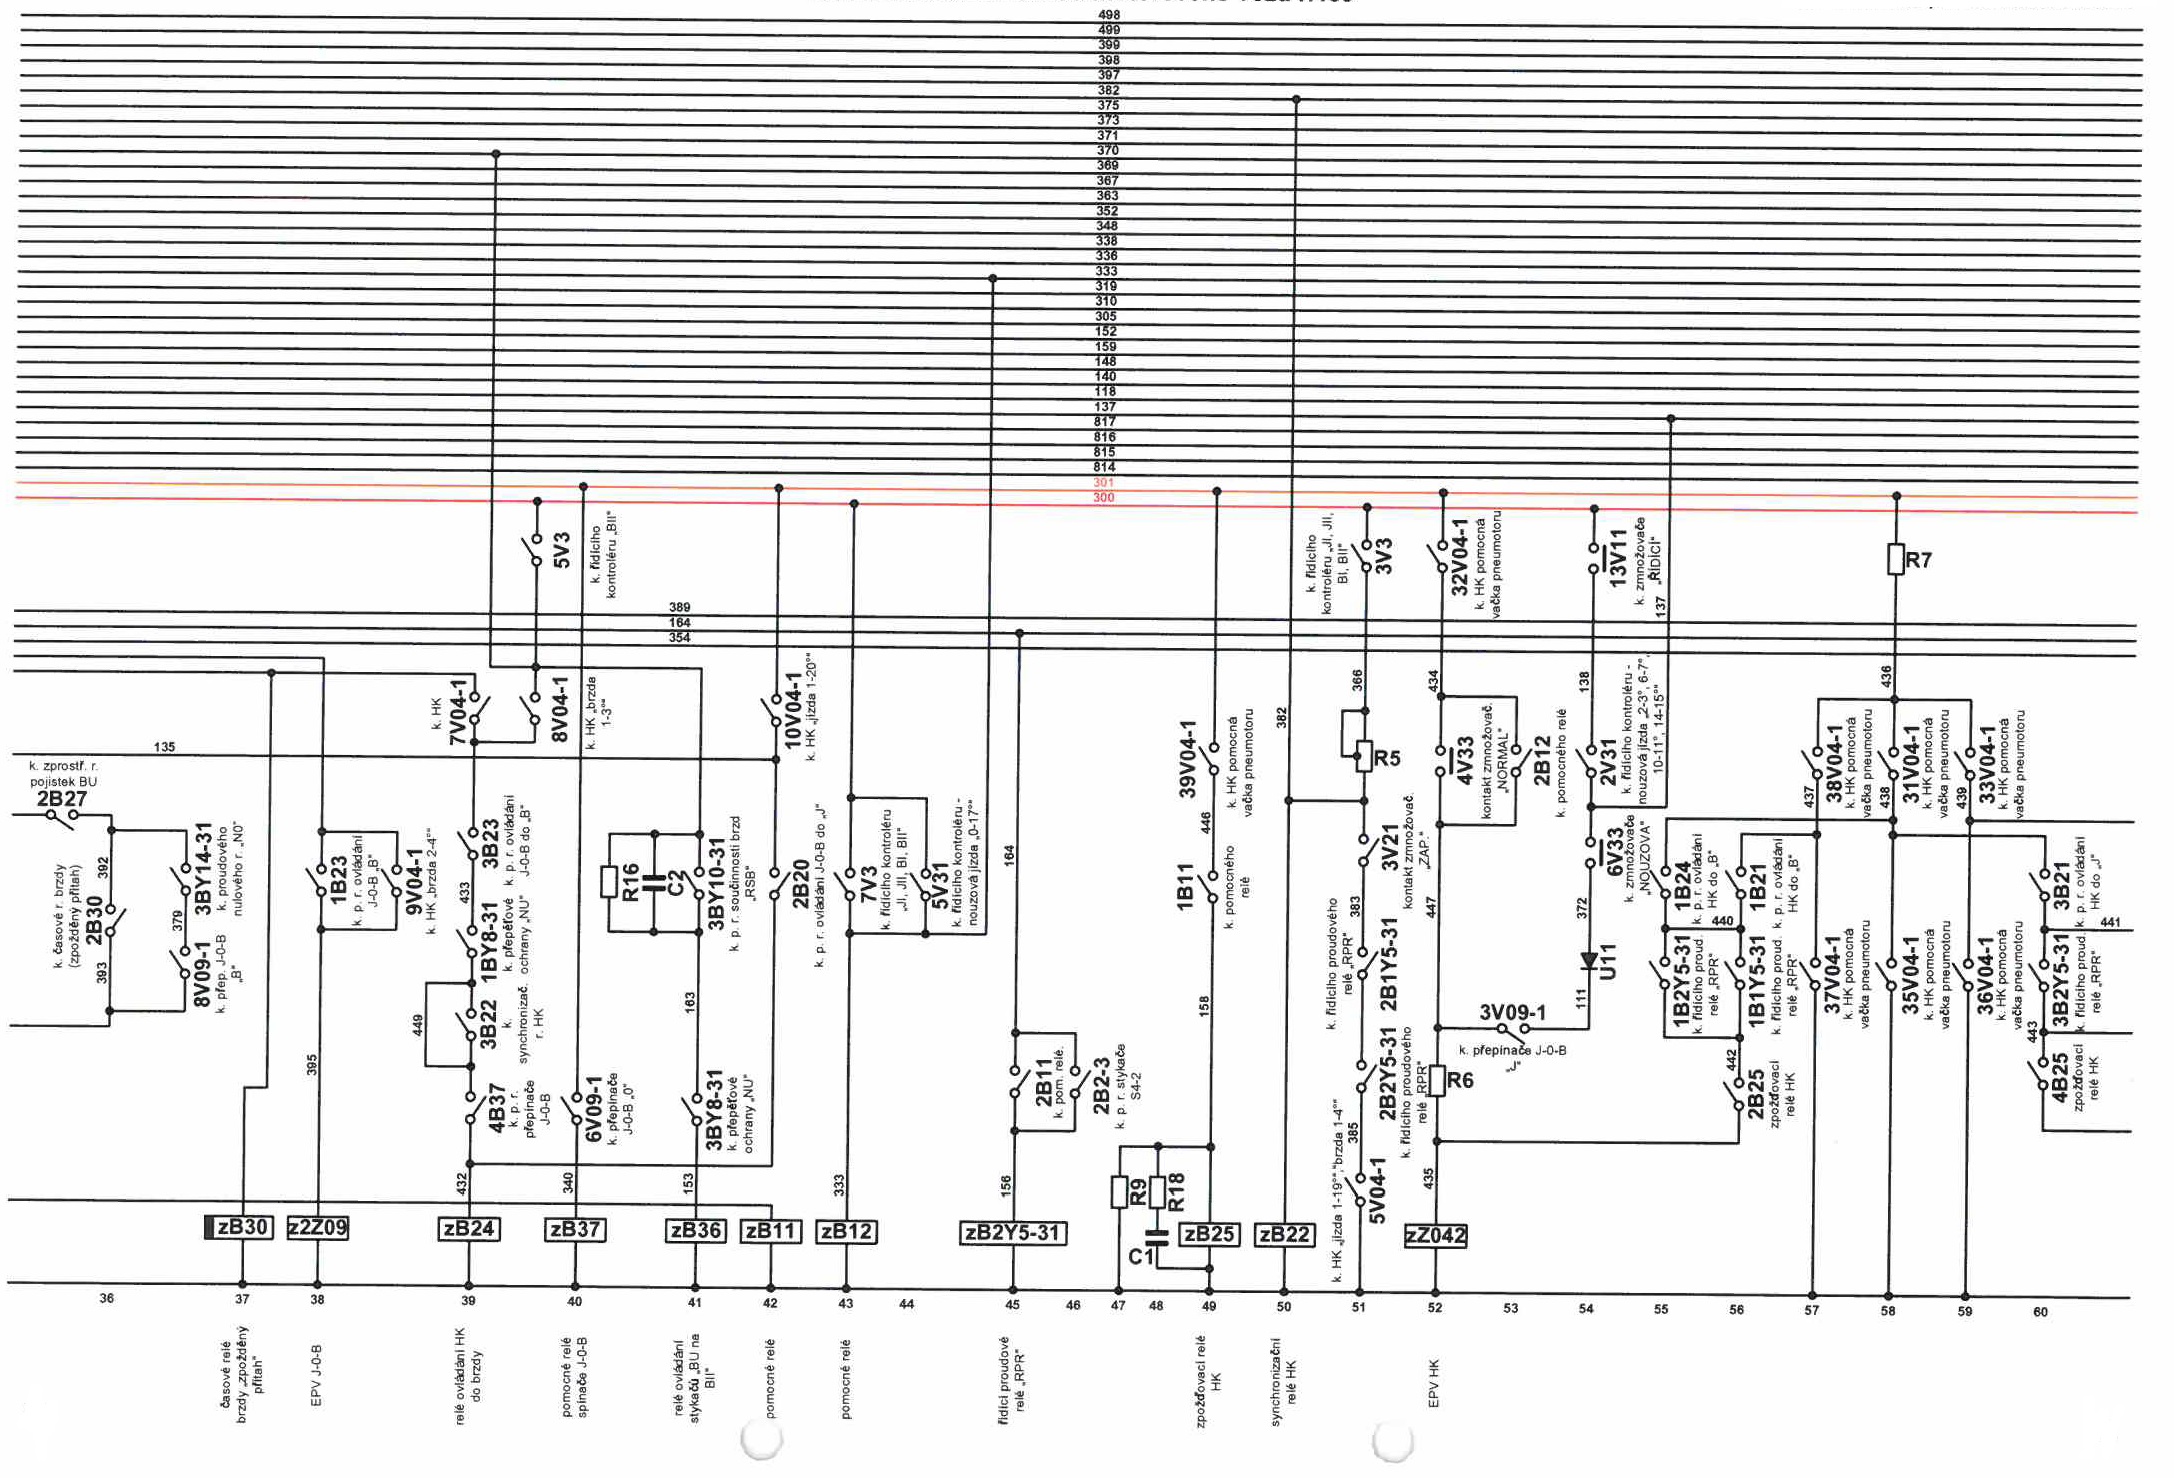 498
499
399
398
397
382
375
373
371
370
369
367
363
352
348
338
336
333
319
310
305
152
159
148
140
118
137
817
816
815
814
301
300
5V3
k. řídícího
kontroléru „BII"
k. řídícího
kontroléru „JI, JII,
BI, BII"
3V3
32V04-1
k. HK pomocná
vačka pneumotoru
13V11
k. zmnožovače
„ŘÍDÍCÍ"
137
R7
389
164
354
k. HK
7V04-1
8V04-1
k. HK „brzda
1-3°"
10V04-1
k. HK „jízda 1-20°"
135
k. zprostř. r.
pojistek BU
2B27
392
393
k. časové r. brzdy
(zpožděný přítah)
2B30
3BY14-31
k. proudového
nulového r. „N0"
379
8V09-1
k. přep. J-0-B
„B"
1B23
k. p. r. ovládání
J-0-B „B"
9V04-1
k. HK „brzda 2-4°"
395
3B23
k. p. r. ovládání
J-0-B do „B"
433
1BY8-31
k. přepěťové
ochrany „NU"
449
3B22
k.
synchronizač.
r. HK
4B37
k. p. r.
přepínače
J-0-B
432
6V09-1
k. přepínače
J-0-B „0"
340
R16
C2
3BY10-31
k. p. r. součinnosti brzd
„RSB"
163
3BY8-31
k. přepěťové
ochrany „NU"
153
2B20
k. p. r. ovládání J-0-B do „J"
7V3
k. řídícího kontroléru
„JI, JII, BI, BII"
5V31
k. řídícího kontroléru -
nouzová jízda „0-17°"
333
164
2B11
k. pom. relé.
2B2-3
k. p. r. stykače
S4-2
156
39V04-1
k. HK pomocná
vačka pneumotoru
446
1B11
k. pomocného
relé
158
R9
R18
C1
382
366
R5
3V21
kontakt zmnožovač.
„ZAP."
383
k. řídícího proudového
relé „RPR"
2B1Y5-31
2B2Y5-31
k. řídícího proudového
relé „RPR"
385
k. HK „jízda 1-19°","brzda 1-4°"
5V04-1
434
4V33
kontakt zmnožovač.
„NORMAL"
2B12
k. pomocného relé
447
R6
435
3V09-1
k. přepínače J-0-B
„J"
138
2V31
k. řídícího kontroléru -
nouzová jízda „2-3°, 6-7°,
10-11°, 14-15°"
6V33
k. zmnožovače
„NOUZOVA"
372
U11
111
1B24
k. p. r. ovládání
HK do „B"
1B21
k. p. r. ovládání
HK do „B"
440
1B2Y5-31
k. řídícího proud.
relé „RPR"
1B1Y5-31
k. řídícího proud.
relé „RPR"
442
2B25
zpožďovací
relé HK
436
38V04-1
k. HK pomocná
vačka pneumotoru
437
31V04-1
k. HK pomocná
vačka pneumotoru
438
33V04-1
k. HK pomocná
vačka pneumotoru
439
37V04-1
k. HK pomocná
vačka pneumotoru
35V04-1
k. HK pomocná
vačka pneumotoru
36V04-1
k. HK pomocná
vačka pneumotoru
3B21
k. p. r. ovládání
HK do „J"
441
3B2Y5-31
k. řídícího proud.
relé „RPR"
443
4B25
zpožďovací
relé HK
zB30
z2Z09
zB24
zB37
zB36
zB11
zB12
zB2Y5-31
zB25
zB22
zZ042
36
37
38
39
40
41
42
43
44
45
46
47
48
49
50
51
52
53
54
55
56
57
58
59
60
časové relé
brzdy „zpožděný
přítah"
EPV J-0-B
relé ovládání HK
do brzdy
pomocné relé
spínače J-0-B
relé ovládání
stykačů „BU na
BII"
pomocné relé
pomocné relé
řídící proudové
relé „RPR"
zpožďovací relé
HK
synchronizační
relé HK
EPV HK